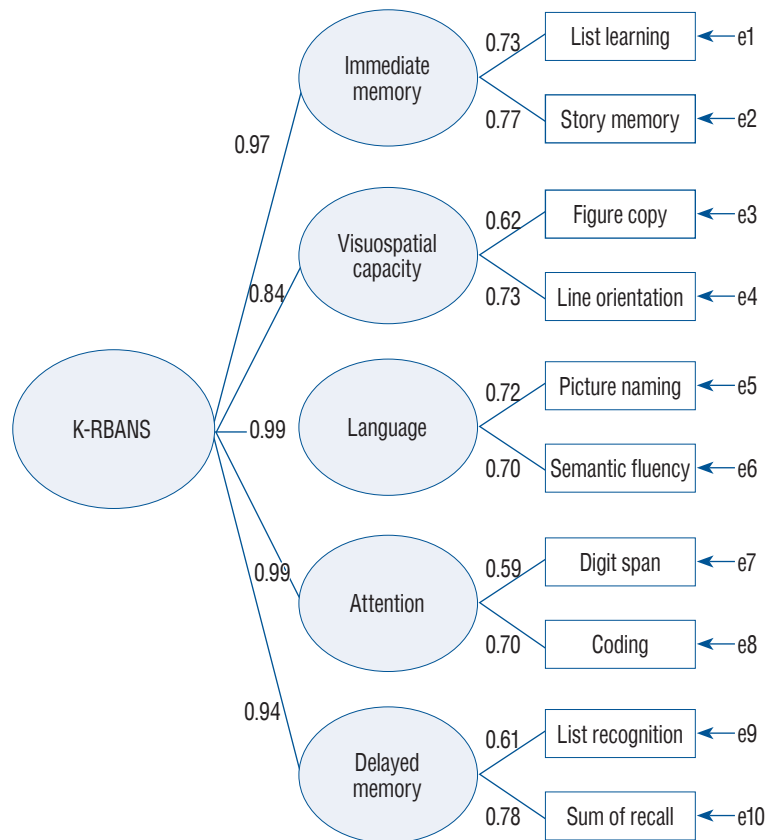 0.73
List learning
e1
Immediate
memory
0.77
Story memory
e2
0.97
0.62
Figure copy
e3
Visuospatial
capacity
0.84
0.73
Line orientation
e4
0.72
Picture naming
e5
K-RBANS
0.99
Language
0.70
Semantic fluency
e6
0.59
Digit span
e7
0.99
Attention
0.70
Coding
e8
0.94
0.61
List recognition
e9
Delayed
memory
0.78
Sum of recall
e10